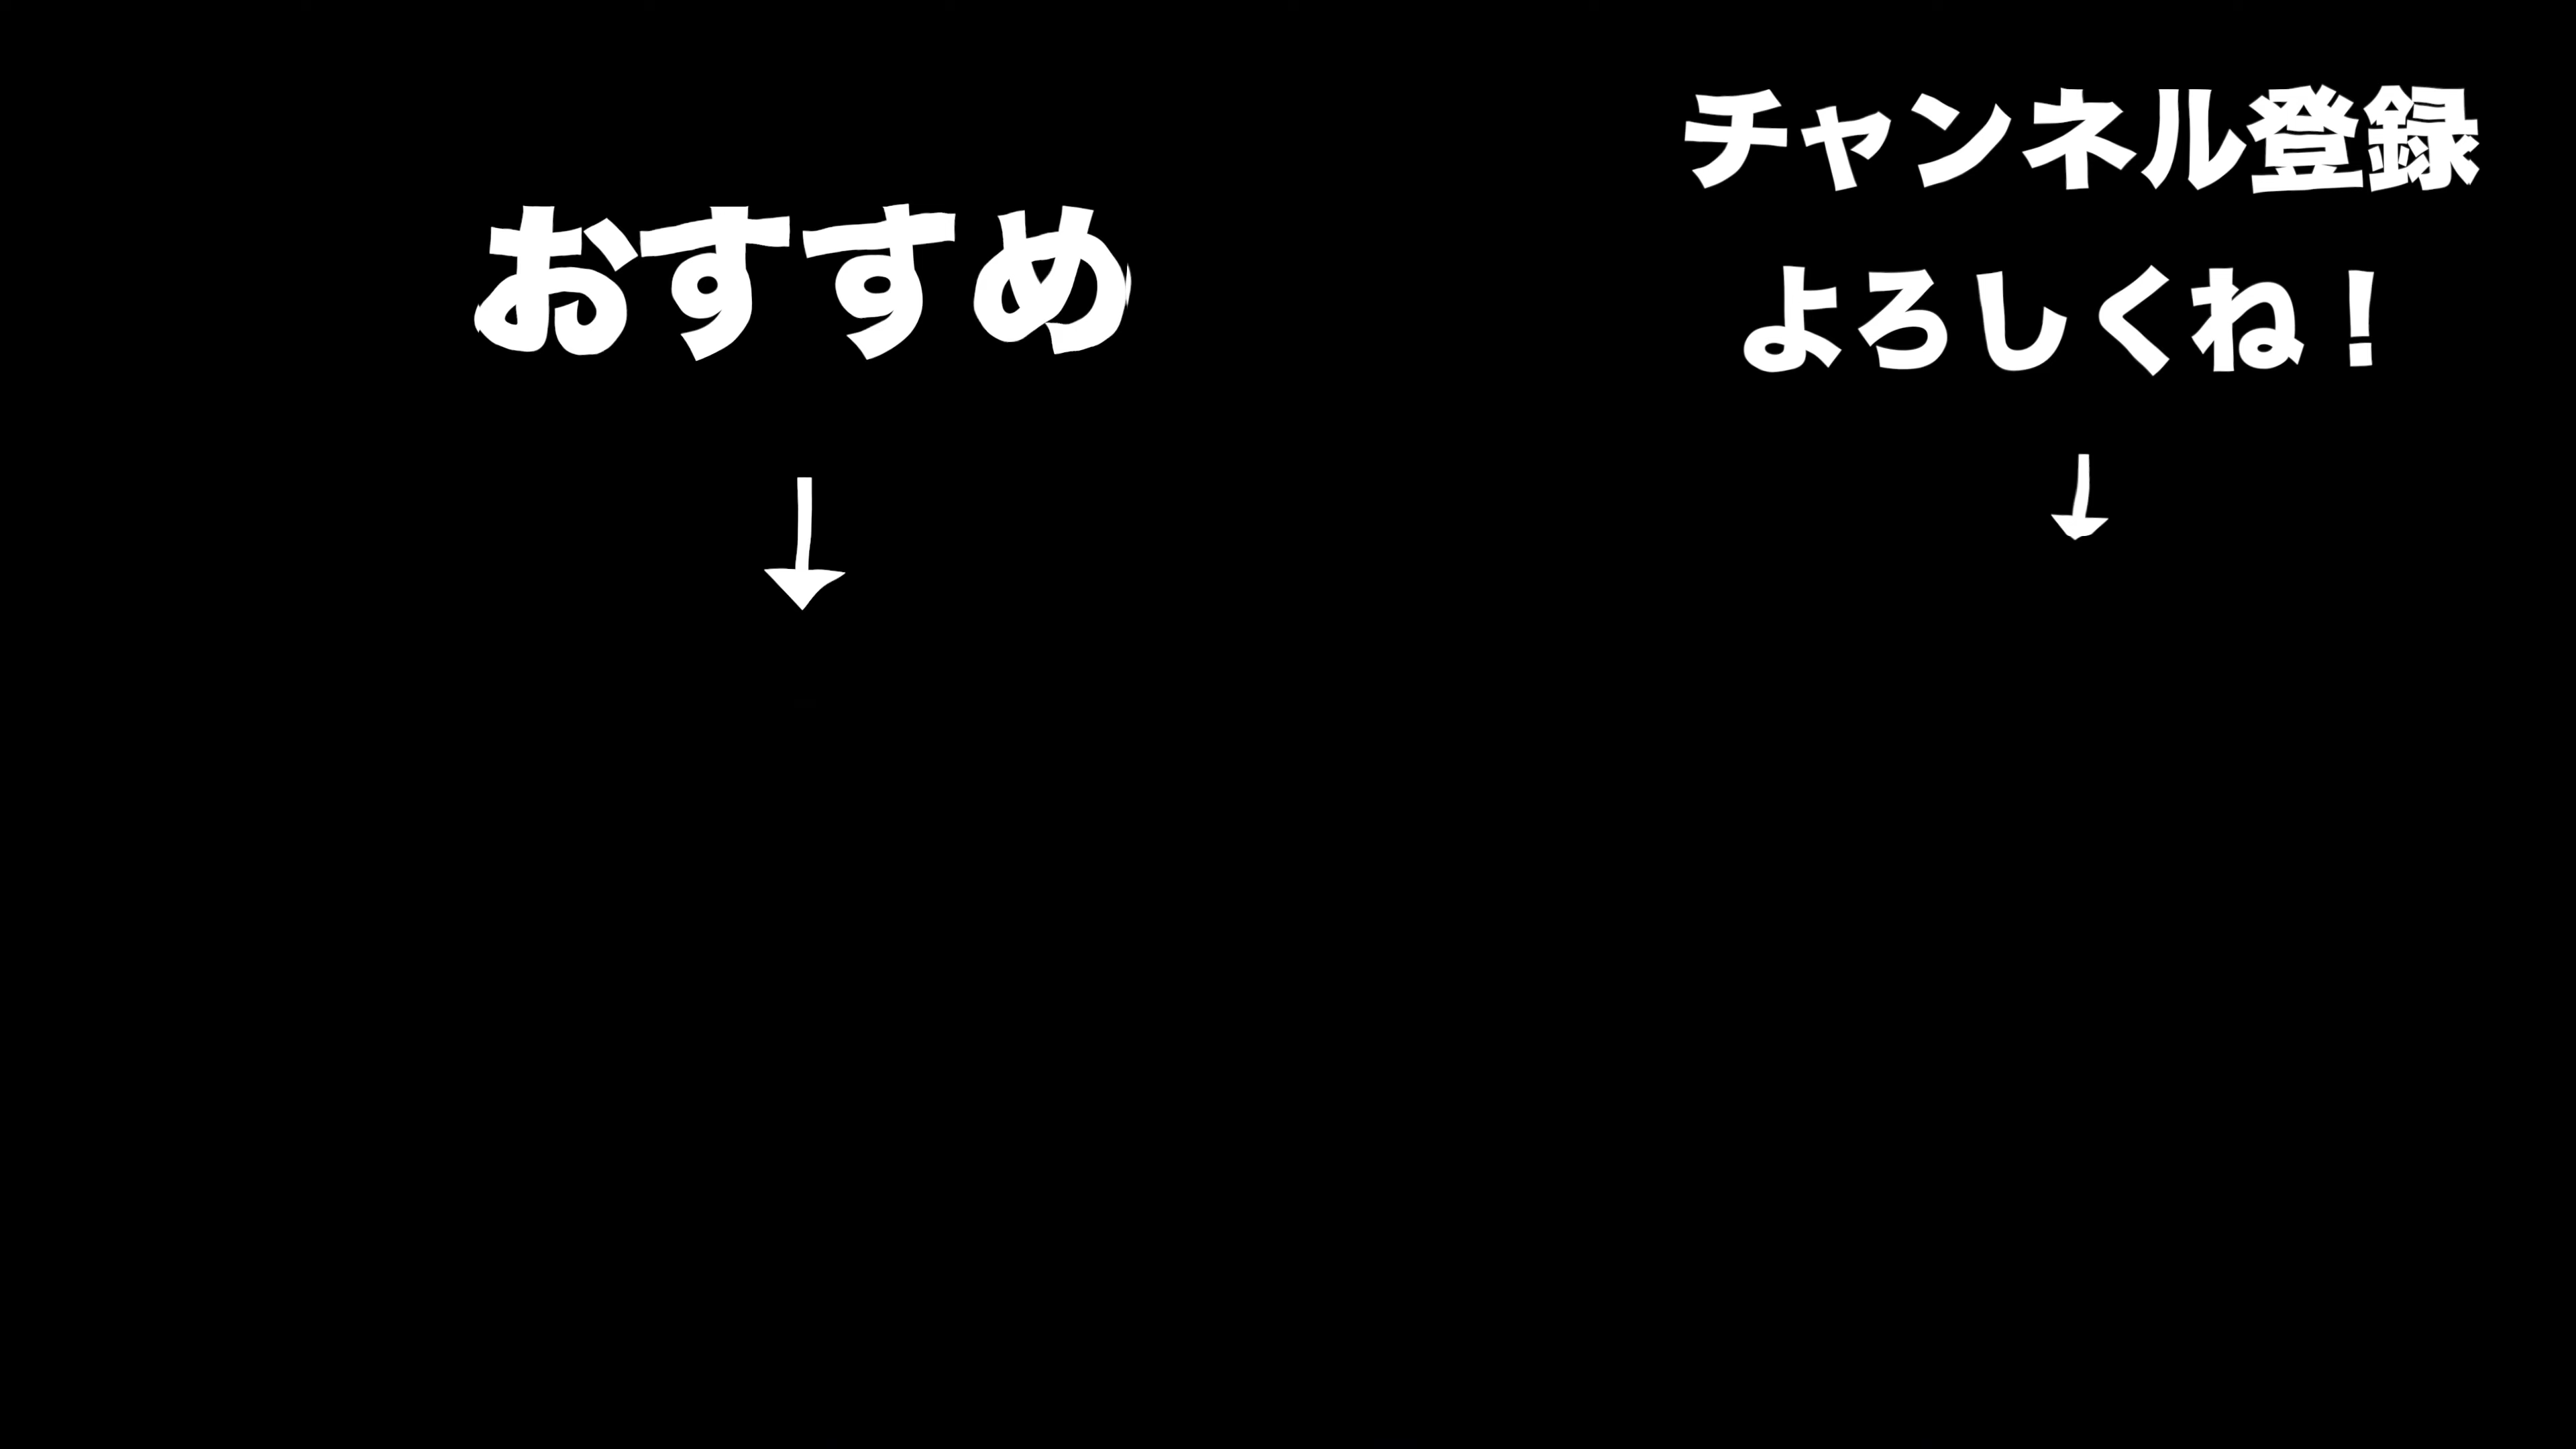 おすすめ
↓
チャンネル登録
よろしくね！
↓